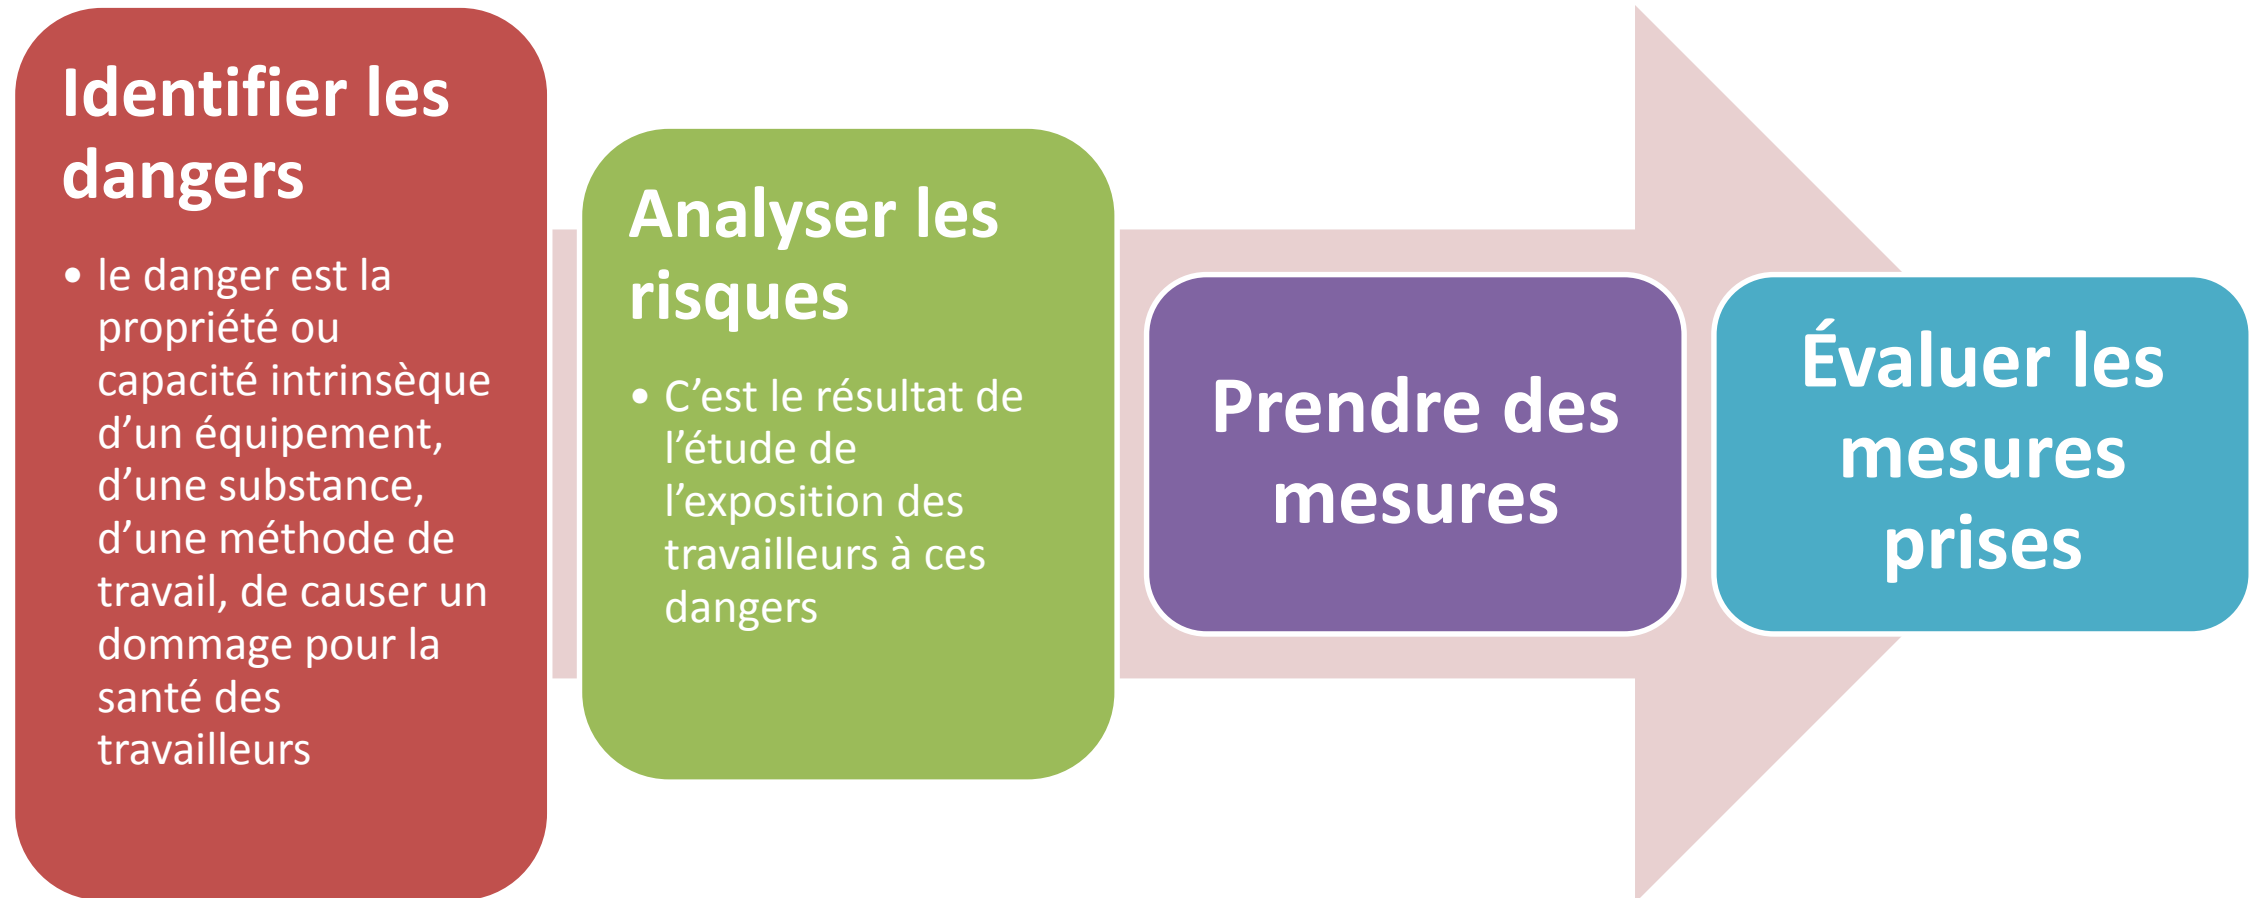 Identifier les
dangers
• le danger est la
propriété ou
capacité intrinsèque
d’un équipement,
d’une substance,
d’une méthode de
travail, de causer un
dommage pour la
santé des
travailleurs
Analyser les
risques
• C’est le résultat de
l’étude de
l’exposition des
travailleurs à ces
dangers
Prendre des
mesures
Évaluer les
mesures
prises